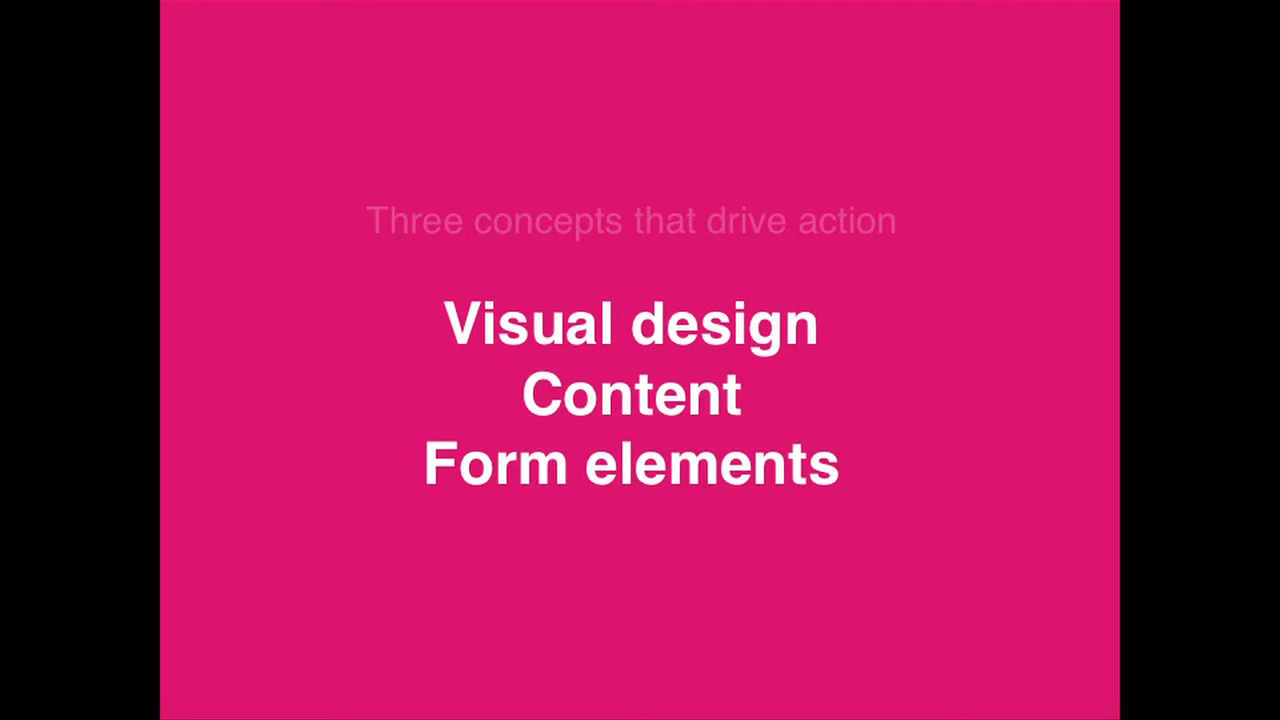 Three concepts that drive action
Visual design
Content
Form elements